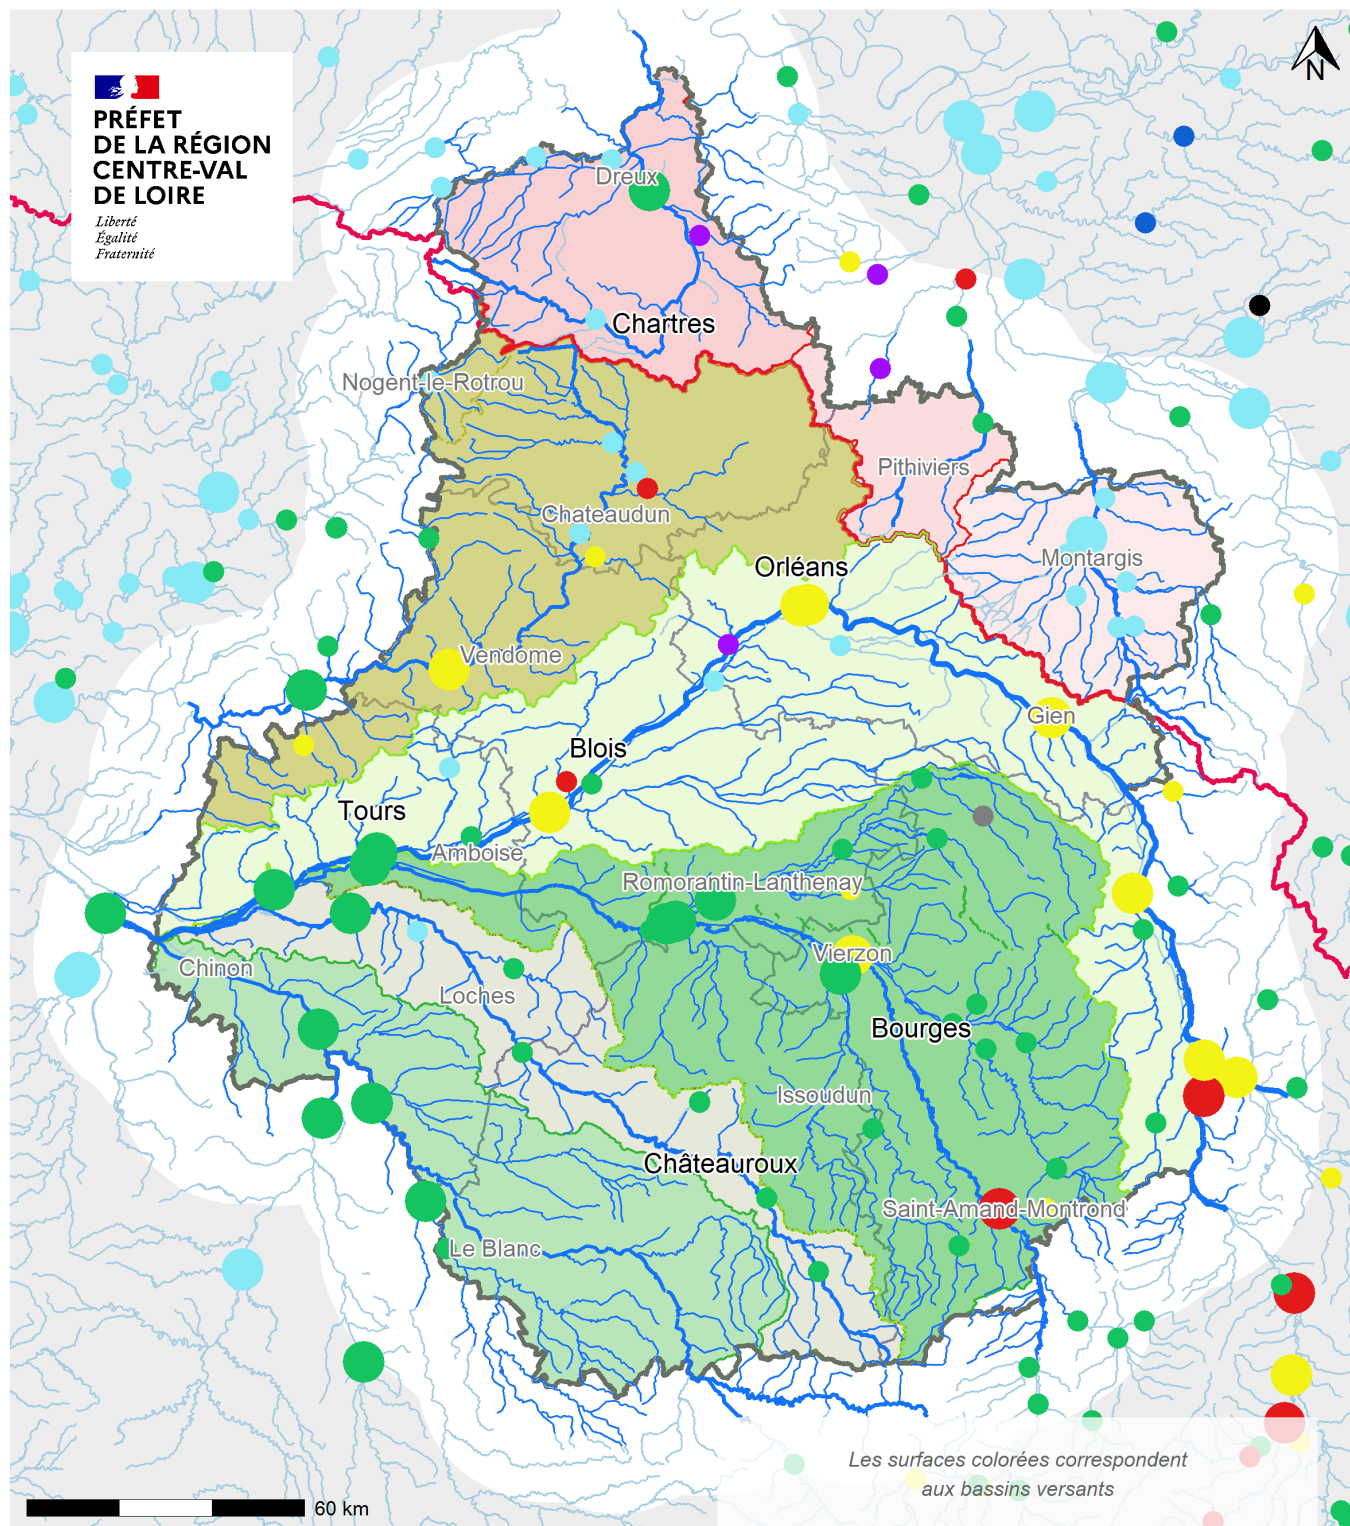 N
PRÉFET
DE LA RÉGION
CENTRE-VAL
DE LOIRE
Liberté
Égalité
Fraternité
Dreux
Chartres
Nogent-le-Rotrou
Pithiviers
Chateaudun
Orléans
Montargis
Vendome
Gien
Blois
Tours
Amboise
Romorantin-Lanthenay
Vierzon
Chinon
Loches
Bourges
Issoudun
Châteauroux
Saint-Amand-Montrond
Le Blanc
Les surfaces colorées correspondent
aux bassins versants
60 km